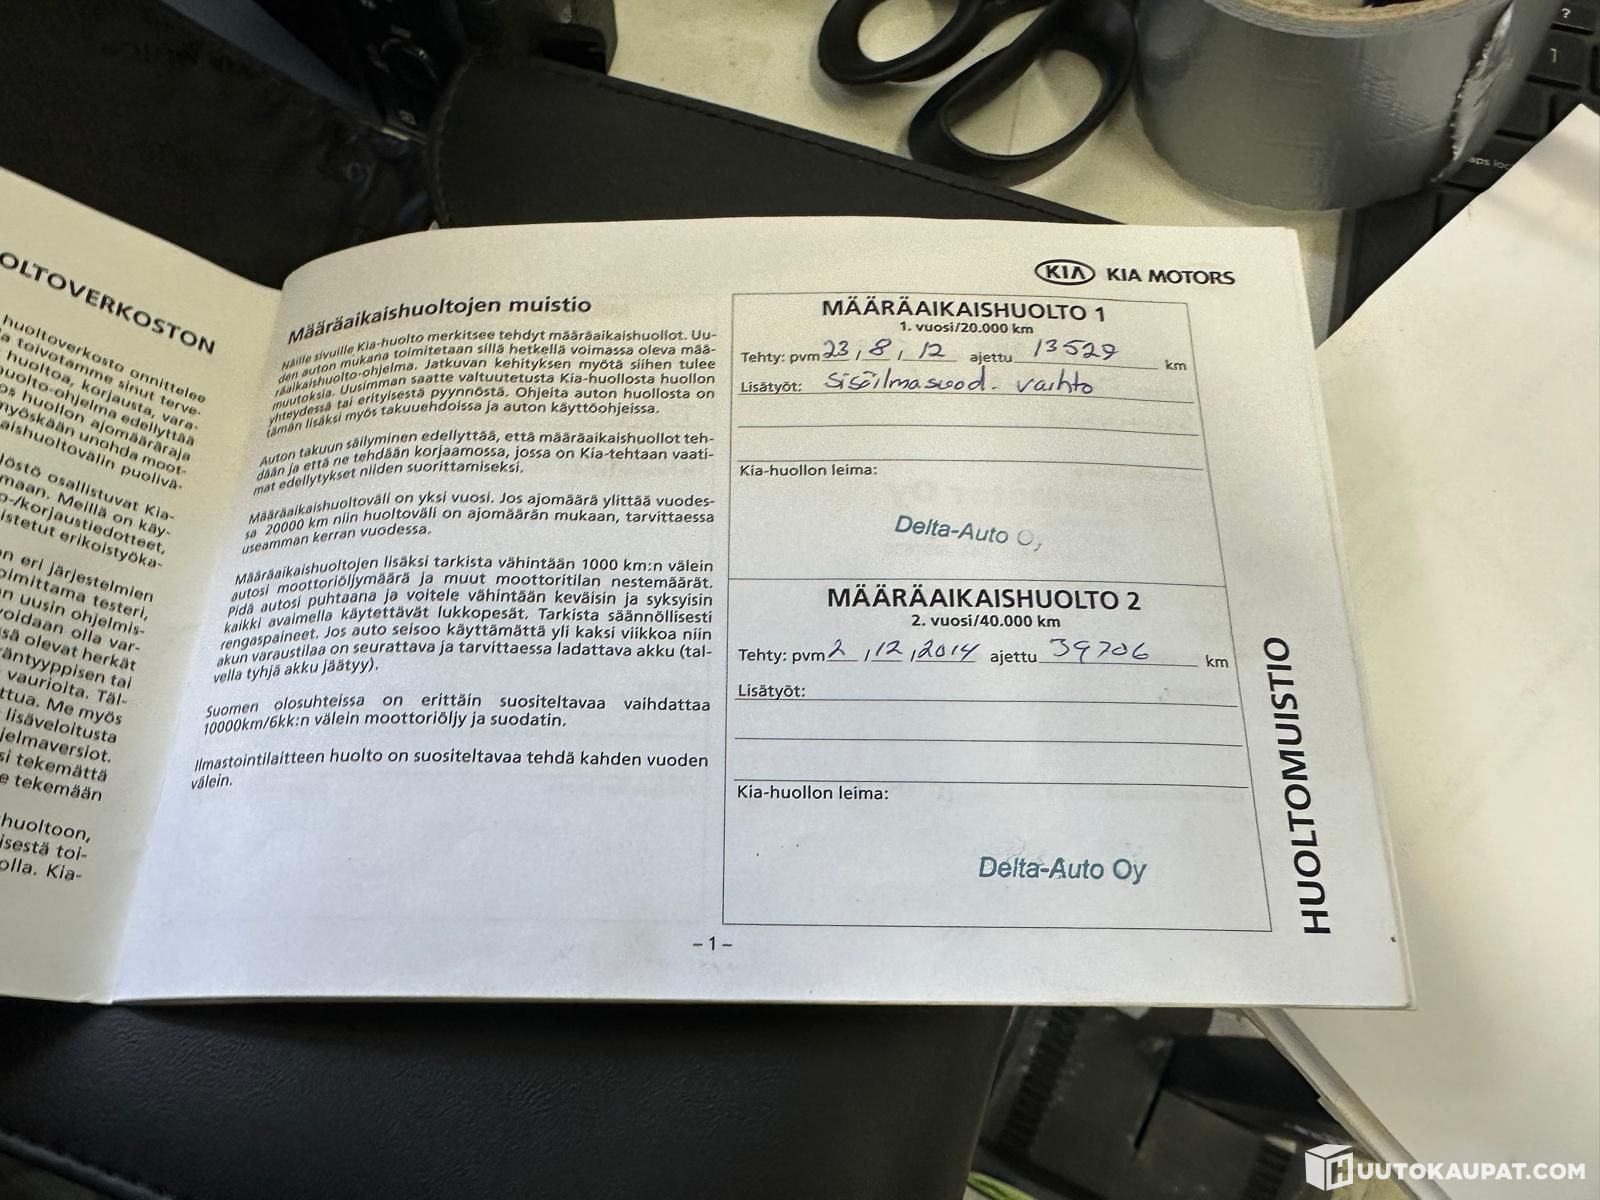 OLTOVERKOSTON
huoltoverkosto onnittelee
toivotamme sinut terve-
huoltoa, korjausta, vara-
uolto-ohjelma edellyttää
os huollon ajomääräraja
myöskään unohda moot-
aishuoltovälin puolivä-
löstö osallistuvat Kia-
maan. Meillä on käy-
o-/korjaustiedotteet,
istetut erikoistyöka-
n eri järjestelmien
oimittama testeri,
n uusin ohjelmis-
voidaan olla var-
sä olevat herkät
äntyyppisen tai
vaurioita. Täl-
ttua. Me myös
lisäveloitusta
jelmaversiot.
si tekemättä
e tekemään
huoltoon,
isestä toi-
olla. Kia-
Määräaikaishuoltojen muistio
Näille sivuille Kia-huolto merkitsee tehdyt määräaikaishuollot. Uu-
den auton mukana toimitetaan sillä hetkellä voimassa oleva mää-
räaikaishuolto-ohjelma. Jatkuvan kehityksen myötä siihen tulee
muutoksia. Uusimman saatte valtuutetusta Kia-huollosta huollon
yhteydessä tai erityisestä pyynnöstä. Ohjeita auton huollosta on
tämän lisäksi myös takuuehdoissa ja auton käyttöohjeissa.
Auton takuun säilyminen edellyttää, että määräaikaishuollot teh-
dään ja että ne tehdään korjaamossa, jossa on Kia-tehtaan vaati-
mat edellytykset niiden suorittamiseksi.
Määräaikaishuoltoväli on yksi vuosi. Jos ajomäärä ylittää vuodes-
sa 20000 km niin huoltoväli on ajomäärän mukaan, tarvittaessa
useamman kerran vuodessa.
Määräaikaishuoltojen lisäksi tarkista vähintään 1000 km:n välein
autosi moottoriöljymäärä ja muut moottoritilan nestemäärät.
Pidä autosi puhtaana ja voitele vähintään keväisin ja syksyisin
kaikki avaimella käytettävät lukkopesät. Tarkista säännöllisesti
rengaspaineet. Jos auto seisoo käyttämättä yli kaksi viikkoa niin
akun varaustilaa on seurattava ja tarvittaessa ladattava akku (tal-
vella tyhjä akku jäätyy).
Suomen olosuhteissa on erittäin suositeltavaa vaihdattaa
10000km/6kk:n välein moottoriöljy ja suodatin.
Ilmastointilaitteen huolto on suositeltavaa tehdä kahden vuoden
välein.
KIA KIA MOTORS
MÄÄRÄAIKAISHUOLTO 1
1. vuosi/20.000 km
Tehty: pvm 23, 8, 12 ajettu 13529 km
Lisätyöt: Sisäilmasuod. vaihto
Kia-huollon leima:
Delta-Auto Oy
MÄÄRÄAIKAISHUOLTO 2
2. vuosi/40.000 km
Tehty: pvm 2, 12, 2014 ajettu 39706 km
Lisätyöt:
Kia-huollon leima:
Delta-Auto Oy
HUOLTOMUISTIO
– 1 –
HUUTOKAUPAT.COM